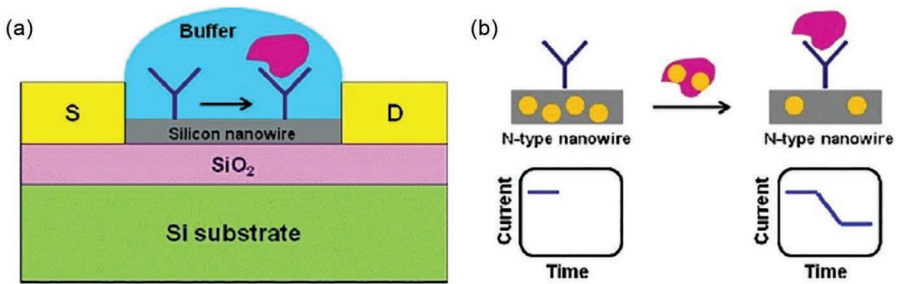 (a)
Buffer
S
D
Silicon nanowire
SiO₂
Si substrate
(b)
N-type nanowire
N-type nanowire
Current
Time
Current
Time